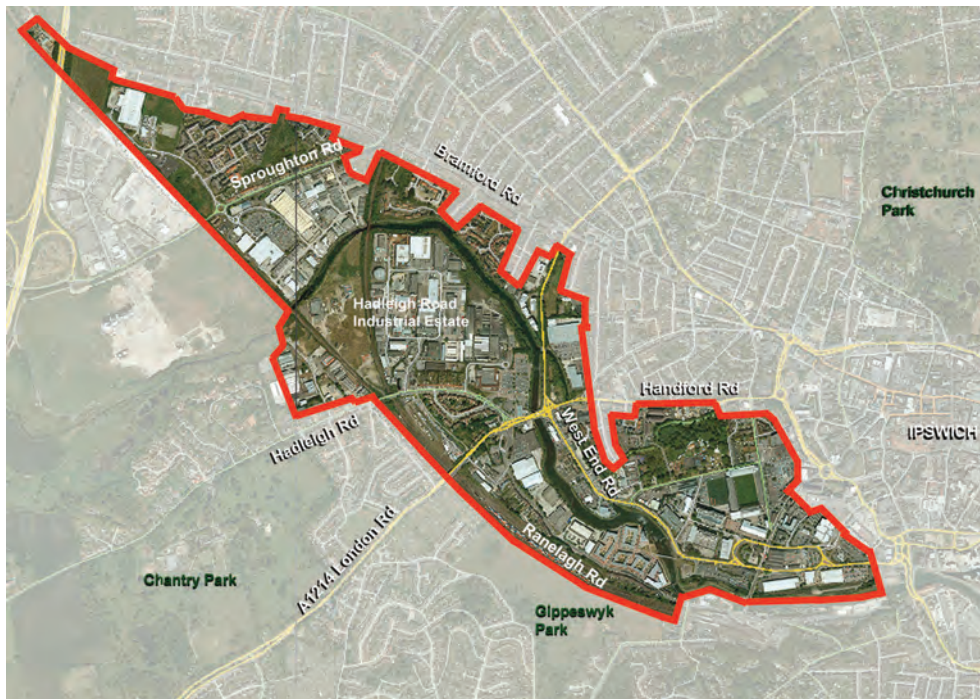 Bramford Rd
Sproughton Rd
Christchurch
Park
Hadleigh Road
Industrial Estate
Handford Rd
Hadleigh Rd
West End Rd
IPSWICH
A1214 London Rd
Ranelagh Rd
Chantry Park
Gippeswyk
Park